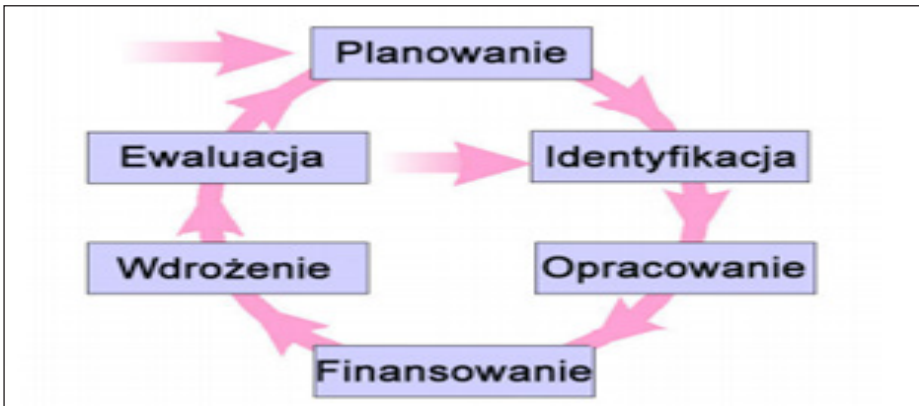 Planowanie
Ewaluacja
Identyfikacja
Wdrożenie
Opracowanie
Finansowanie